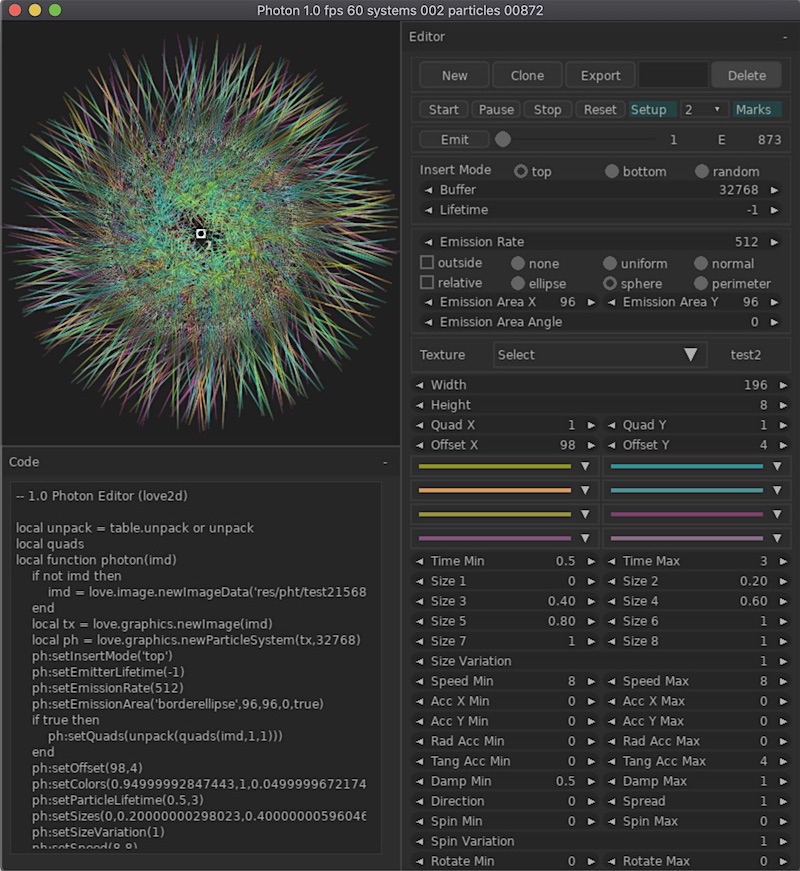 Photon 1.0 fps 60 systems 002 particles 00872
2
Code -
-- 1.0 Photon Editor (love2d)
local unpack = table.unpack or unpack
local quads
local function photon(imd)
if not imd then
imd = love.image.newImageData('res/pht/test21568
end
local tx = love.graphics.newImage(imd)
local ph = love.graphics.newParticleSystem(tx,32768)
ph:setInsertMode('top')
ph:setEmitterLifetime(-1)
ph:setEmissionRate(512)
ph:setEmissionArea('borderellipse',96,96,0,true)
if true then
ph:setQuads(unpack(quads(imd,1,1)))
end
ph:setOffset(98,4)
ph:setColors(0.94999992847443,1,0.0499999672174
ph:setParticleLifetime(0.5,3)
ph:setSizes(0,0.20000000298023,0.4000000059604
ph:setSizeVariation(1)
ph:setSpeed(8,8)
Editor -
New Clone Export Delete
Start Pause Stop Reset Setup 2 Marks
Emit 1 E 873
Insert Mode top bottom random
Buffer 32768
Lifetime -1
Emission Rate 512
outside none uniform normal
relative ellipse sphere perimeter
Emission Area X 96 Emission Area Y 96
Emission Area Angle 0
Texture Select test2
Width 196
Height 8
Quad X 1 Quad Y 1
Offset X 98 Offset Y 4
Time Min 0.5 Time Max 3
Size 1 0 Size 2 0.20
Size 3 0.40 Size 4 0.60
Size 5 0.80 Size 6 1
Size 7 1 Size 8 1
Size Variation 1
Speed Min 8 Speed Max 8
Acc X Min 0 Acc X Max 0
Acc Y Min 0 Acc Y Max 0
Rad Acc Min 0 Rad Acc Max 0
Tang Acc Min 0 Tang Acc Max 4
Damp Min 0.5 Damp Max 1
Direction 0 Spread 1
Spin Min 0 Spin Max 0
Spin Variation 1
Rotate Min 0 Rotate Max 0